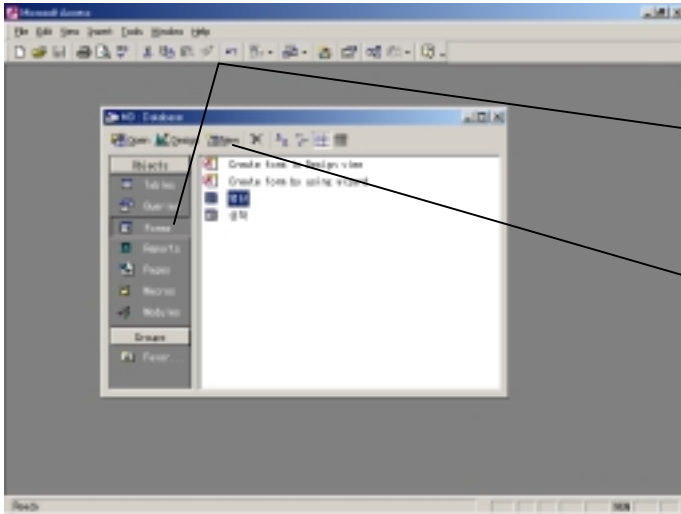 Microsoft Access
File Edit View Insert Tools Window Help
Database
Open Design New
Objects
Tables
Queries
Forms
Reports
Pages
Macros
Modules
Groups
Favor...
Create form in Design view
Create form by using wizard
Ready
NUM